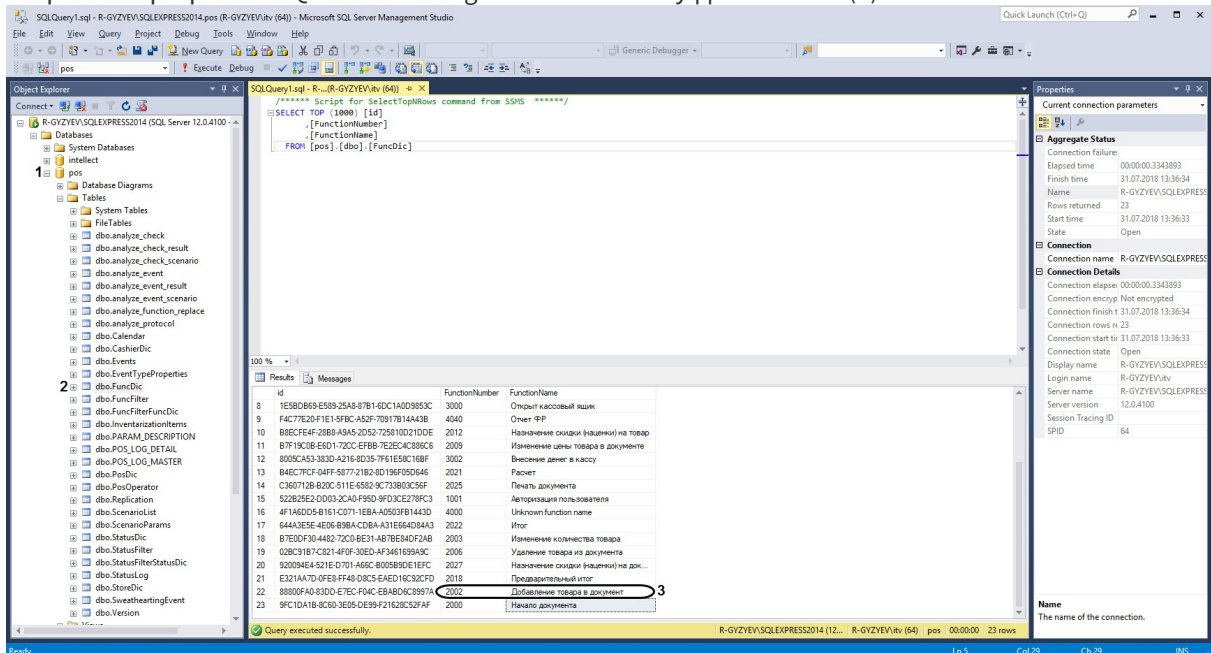 SQLQuery1.sql - R-GYZYEV\SQLEXPRESS2014.pos (R-GYZYEV\itv (64)) - Microsoft SQL Server Management Studio
Quick Launch (Ctrl+Q)
File Edit View Query Project Debug Tools Window Help
New Query
Generic Debugger
pos
Execute Debug
Object Explorer
SQLQuery1.sql - R-...(R-GYZYEV\itv (64))
Properties
Connect
R-GYZYEV\SQLEXPRESS2014 (SQL Server 12.0.4100 -
Databases
System Databases
intellect
1
pos
Database Diagrams
Tables
System Tables
FileTables
dbo.analyze_check
dbo.analyze_check_result
dbo.analyze_check_scenario
dbo.analyze_event
dbo.analyze_event_result
dbo.analyze_event_scenario
dbo.analyze_function_replace
dbo.analyze_protocol
dbo.Calendar
dbo.CashierDic
dbo.Events
dbo.EventTypeProperties
2
dbo.FuncDic
dbo.FuncFilter
dbo.FuncFilterFuncDic
dbo.InventarizationItems
dbo.PARAM_DESCRIPTION
dbo.POS_LOG_DETAIL
dbo.POS_LOG_MASTER
dbo.PosDic
dbo.PosOperator
dbo.Replication
dbo.ScenarioList
dbo.ScenarioParams
dbo.StatusDic
dbo.StatusFilter
dbo.StatusFilterStatusDic
dbo.StatusLog
dbo.StoreDic
dbo.SweatheartingEvent
dbo.Version
/****** Script for SelectTopNRows command from SSMS ******/
SELECT TOP (1000) [id]
,[FunctionNumber]
,[FunctionName]
FROM [pos].[dbo].[FuncDic]
100 %
Results Messages
id FunctionNumber FunctionName
8 1E5BDB69-E589-25A8-87B1-6DC1A0D9853C 3000 Открыт кассовый ящик
9 F4C77E20-F1E1-5FBC-A52F-70917B14A43B 4040 Отчет ФР
10 B8ECFE4F-28B8-A9A5-2D52-725810D21DDE 2012 Назначение скидки (наценки) на товар
11 B7F19C0B-E6D1-72CC-EFBB-7E2EC4C886C6 2009 Изменение цены товара в документе
12 8005CA53-383D-A216-8D35-7F61E58C16BF 3002 Внесение денег в кассу
13 B4EC7FCF-04FF-5877-21B2-8D196F05D646 2021 Расчет
14 C360712B-B20C-511E-6582-9C733B03C56F 2025 Печать документа
15 522B25E2-DD03-2CA0-F95D-9FD3CE278FC3 1001 Авторизация пользователя
16 4F1A6DD5-B161-C071-1EBA-A0503FB1443D 4000 Unknown function name
17 644A3E5E-4E06-B9BA-CDBA-A31E664D84A3 2022 Итог
18 B7E0DF30-4482-72C0-BE31-AB7BE84DF2AB 2003 Изменение количества товара
19 02BC91B7-C821-4F0F-30ED-AF3461699A9C 2006 Удаление товара из документа
20 920094E4-521E-D701-A66C-B005B9DE1EFC 2027 Назначение скидки (наценки) на док...
21 E321AA7D-0FE8-FF48-D8C5-EAED16C92CFD 2018 Предварительный итог
22 88800FA0-83DD-E7EC-F04C-EBABD6C8997A 2002 Добавление товара в документ 3
23 9FC1DA1B-8C60-3E05-DE99-F21628C52FAF 2000 Начало документа
Query executed successfully. R-GYZYEV\SQLEXPRESS2014 (12... R-GYZYEV\itv (64) pos 00:00:00 23 rows
Current connection parameters
Aggregate Status
Connection failure
Elapsed time 00:00:00.3343893
Finish time 31.07.2018 13:36:34
Name R-GYZYEV\SQLEXPRESS
Rows returned 23
Start time 31.07.2018 13:36:33
State Open
Connection
Connection name R-GYZYEV\SQLEXPRESS
Connection Details
Connection elapse 00:00:00.3343893
Connection encryp Not encrypted
Connection finish t 31.07.2018 13:36:34
Connection rows r 23
Connection start ti 31.07.2018 13:36:33
Connection state Open
Display name R-GYZYEV\SQLEXPRESS
Login name R-GYZYEV\itv
Server name R-GYZYEV\SQLEXPRESS
Server version 12.0.4100
Session Tracing ID
SPID 64
Name
The name of the connection.
Ready Ln 5 Col 29 Ch 29 INS